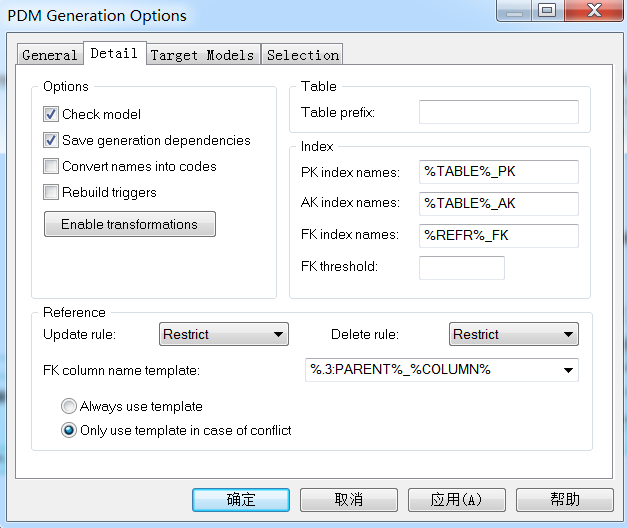 PDM Generation Options
General Detail Target Models Selection
Options
Check model
Save generation dependencies
Convert names into codes
Rebuild triggers
Enable transformations
Table
Table prefix:
Index
PK index names: %TABLE%_PK
AK index names: %TABLE%_AK
FK index names: %REFR%_FK
FK threshold:
Reference
Update rule: Restrict Delete rule: Restrict
FK column name template: %.3:PARENT%_%COLUMN%
Always use template
Only use template in case of conflict
确定 取消 应用(A) 帮助